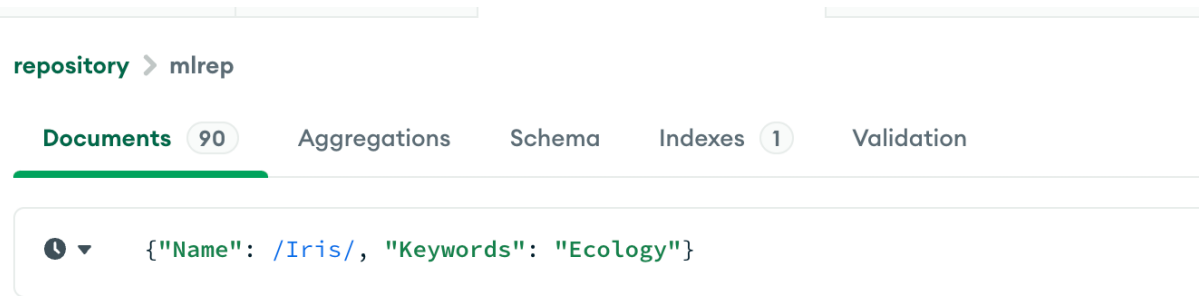 repository > mlrep
Documents 90 Aggregations Schema Indexes 1 Validation
{"Name": /Iris/, "Keywords": "Ecology"}